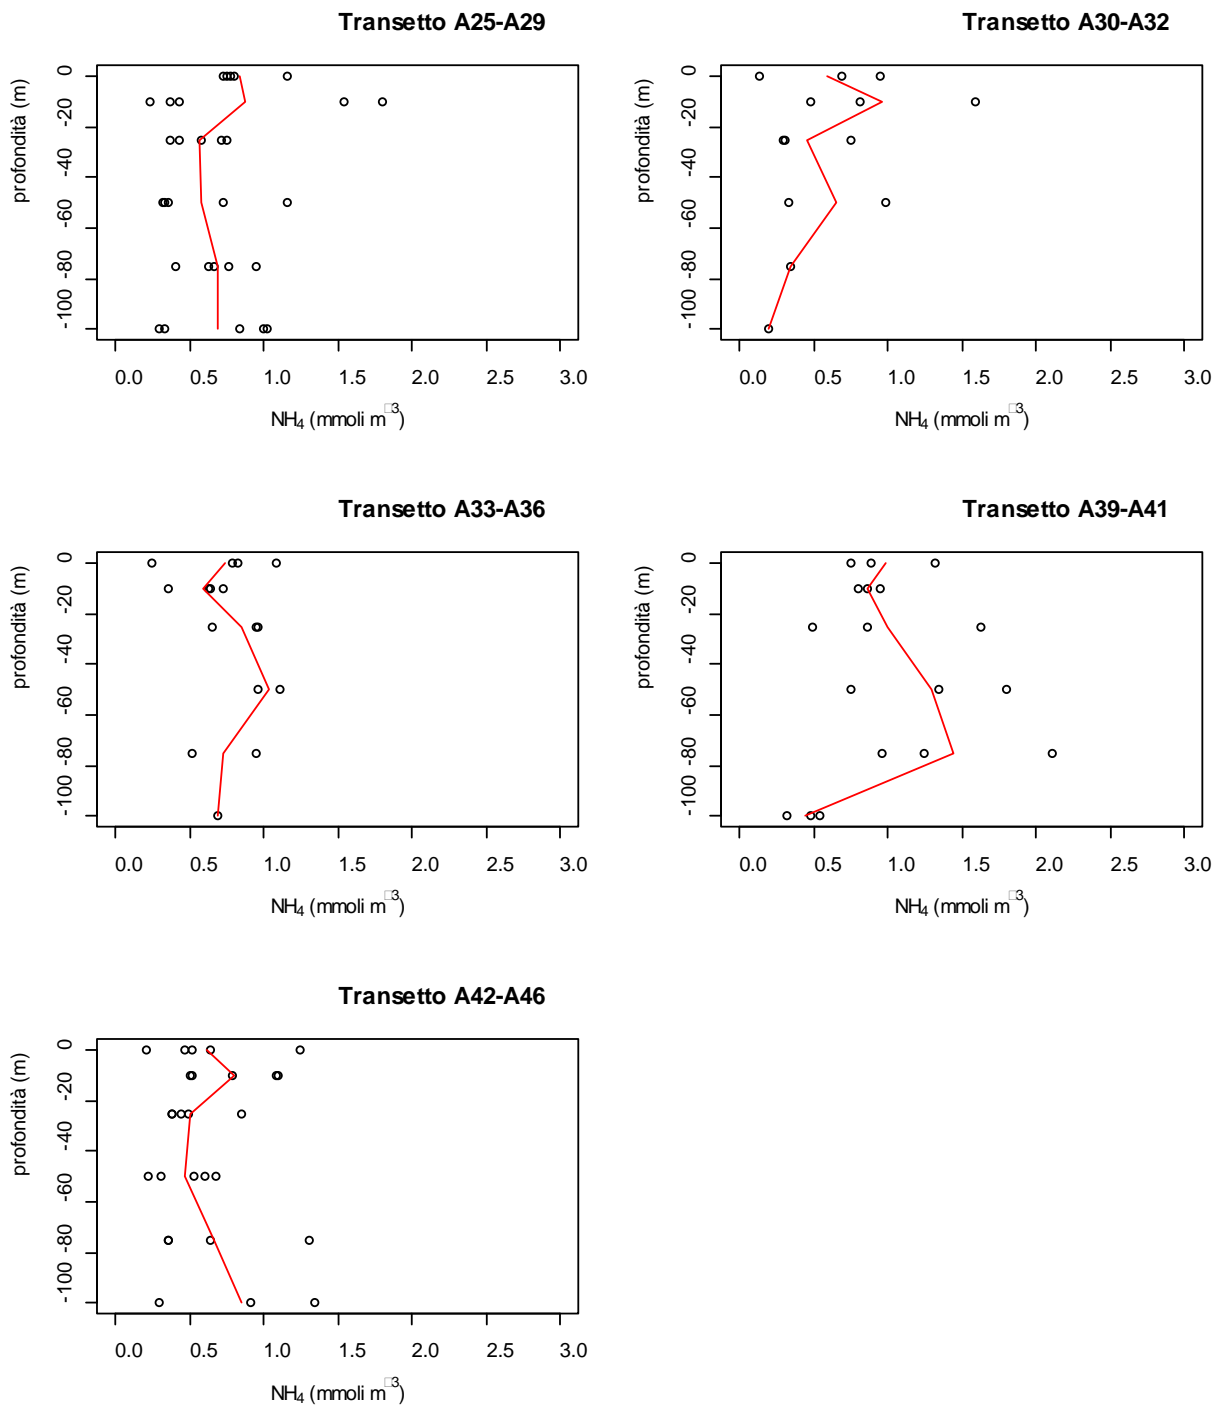 Transetto A25-A29
profondità (m)
0
-20
-40
-60
-80
-100
0.0 0.5 1.0 1.5 2.0 2.5 3.0
NH₄ (mmoli m□³)
Transetto A30-A32
profondità (m)
0
-20
-40
-60
-80
-100
0.0 0.5 1.0 1.5 2.0 2.5 3.0
NH₄ (mmoli m□³)
Transetto A33-A36
profondità (m)
0
-20
-40
-60
-80
-100
0.0 0.5 1.0 1.5 2.0 2.5 3.0
NH₄ (mmoli m□³)
Transetto A39-A41
profondità (m)
0
-20
-40
-60
-80
-100
0.0 0.5 1.0 1.5 2.0 2.5 3.0
NH₄ (mmoli m□³)
Transetto A42-A46
profondità (m)
0
-20
-40
-60
-80
-100
0.0 0.5 1.0 1.5 2.0 2.5 3.0
NH₄ (mmoli m□³)